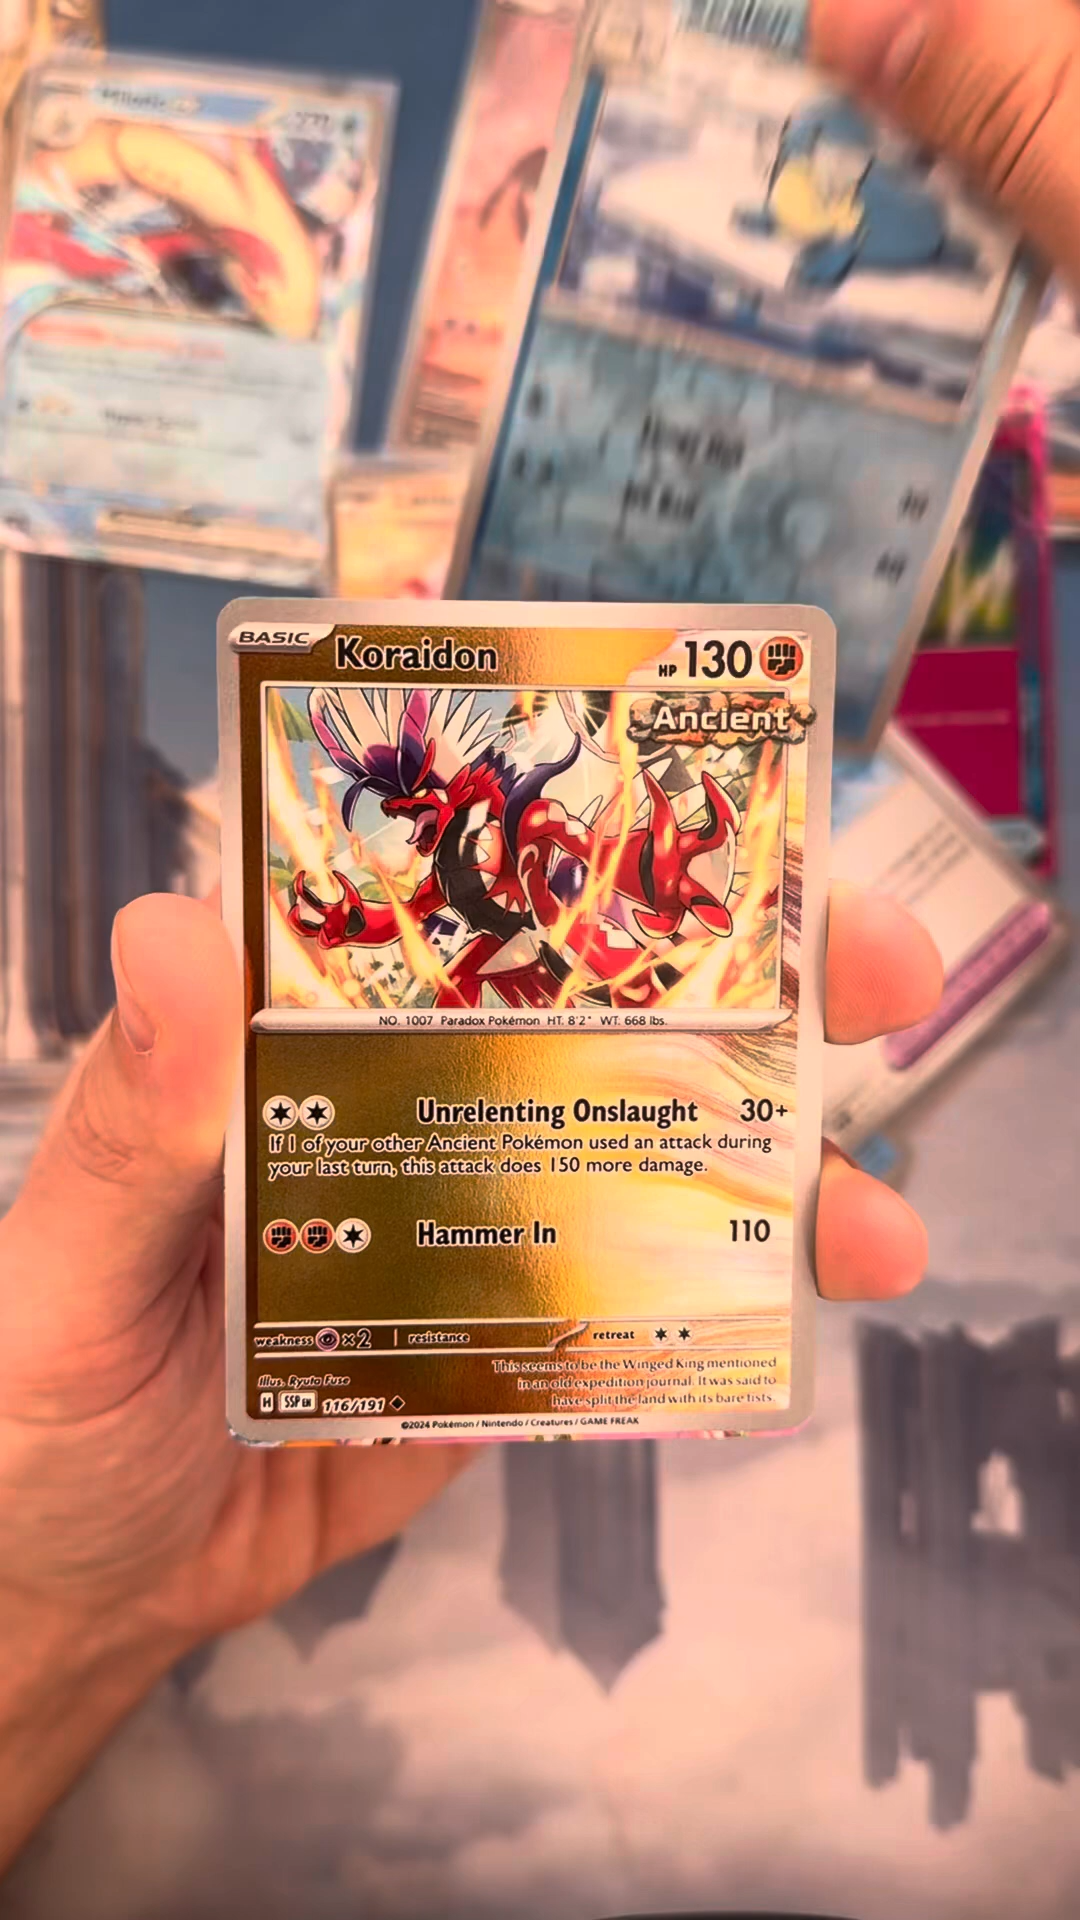 BASIC
Koraidon
HP 130
Ancient
NO. 1007 Paradox Pokémon HT. 8'2" WT. 668 lbs.
Unrelenting Onslaught 30+
If 1 of your other Ancient Pokémon used an attack during
your last turn, this attack does 150 more damage.
Hammer In 110
weakness ×2 resistance retreat
This seems to be the Winged King mentioned
in an old expedition journal. It was said to
have split the land with its bare fists.
Illus. Ryuta Fuse
H SSP EN 116/191
©2024 Pokémon / Nintendo / Creatures / GAME FREAK